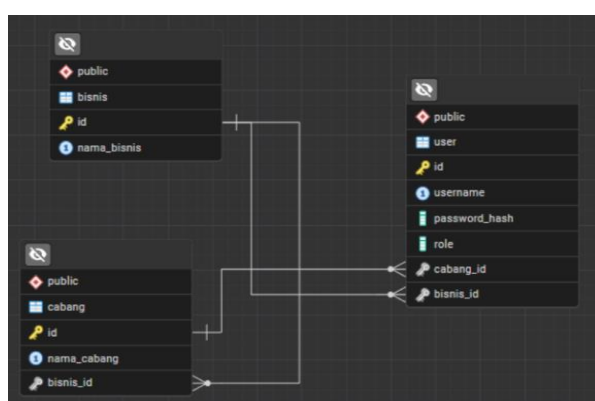 public
bisnis
id
nama_bisnis
public
user
id
username
password_hash
role
cabang_id
bisnis_id
public
cabang
id
nama_cabang
bisnis_id